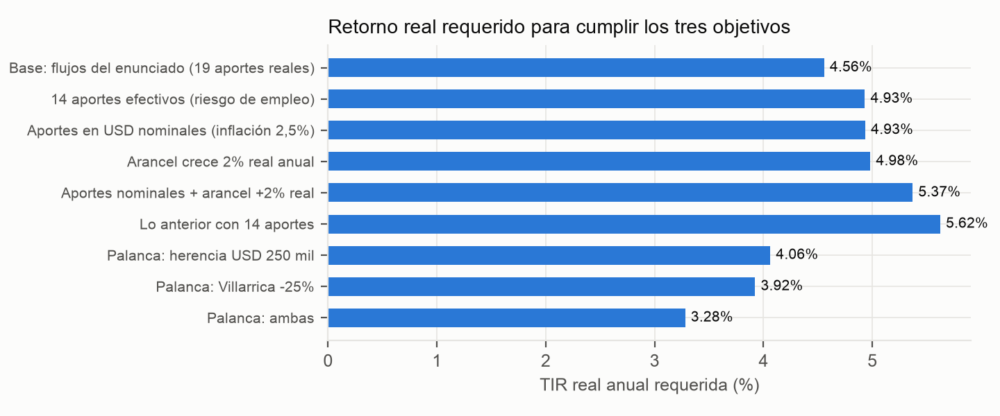 Retorno real requerido para cumplir los tres objetivos
Base: flujos del enunciado (19 aportes reales) 4.56%
14 aportes efectivos (riesgo de empleo) 4.93%
Aportes en USD nominales (inflación 2,5%) 4.93%
Arancel crece 2% real anual 4.98%
Aportes nominales + arancel +2% real 5.37%
Lo anterior con 14 aportes 5.62%
Palanca: herencia USD 250 mil 4.06%
Palanca: Villarrica -25% 3.92%
Palanca: ambas 3.28%
0 1 2 3 4 5
TIR real anual requerida (%)